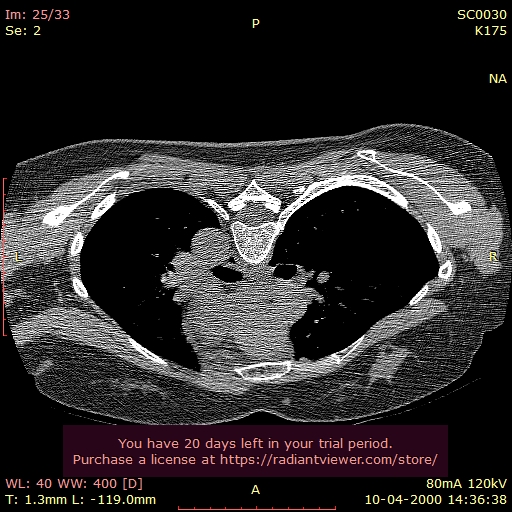 Im: 25/33
Se: 2
P
SC0030
K175
NA
L
R
You have 20 days left in your trial period.
Purchase a license at https://radiantviewer.com/store/
WL: 40 WW: 400 [D]
T: 1.3mm L: -119.0mm
A
80mA 120kV
10-04-2000 14:36:38